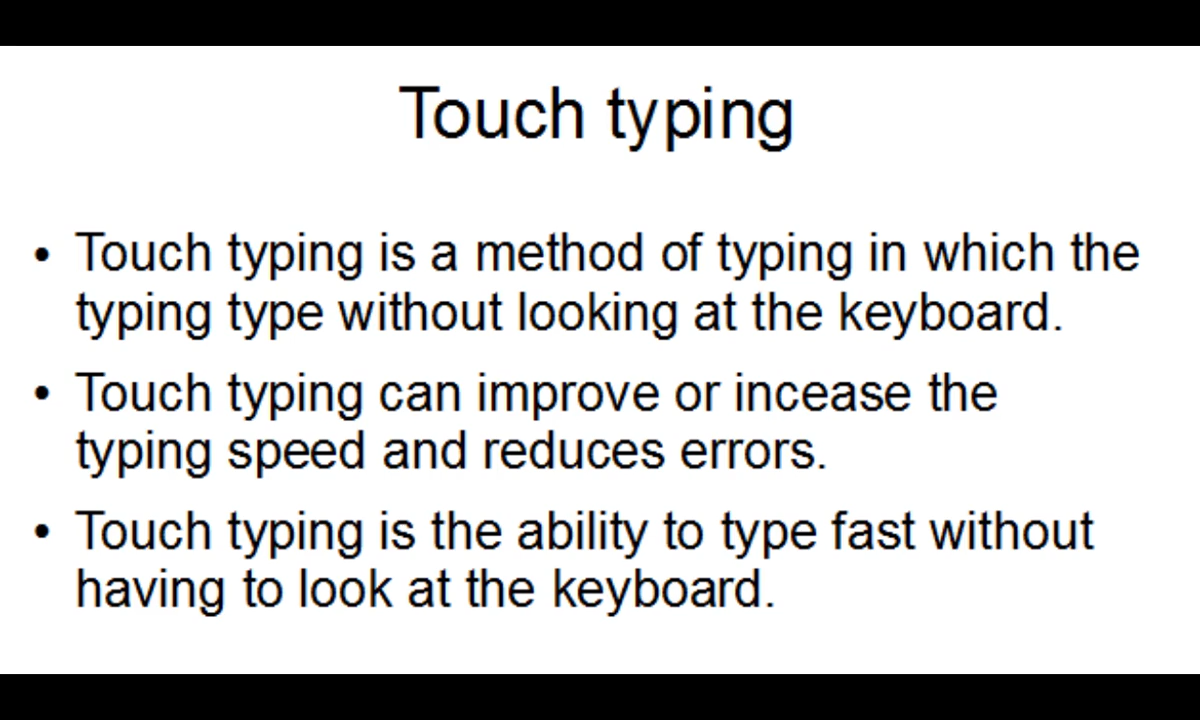 Touch typing
• Touch typing is a method of typing in which the
typing type without looking at the keyboard.
• Touch typing can improve or incease the
typing speed and reduces errors.
• Touch typing is the ability to type fast without
having to look at the keyboard.